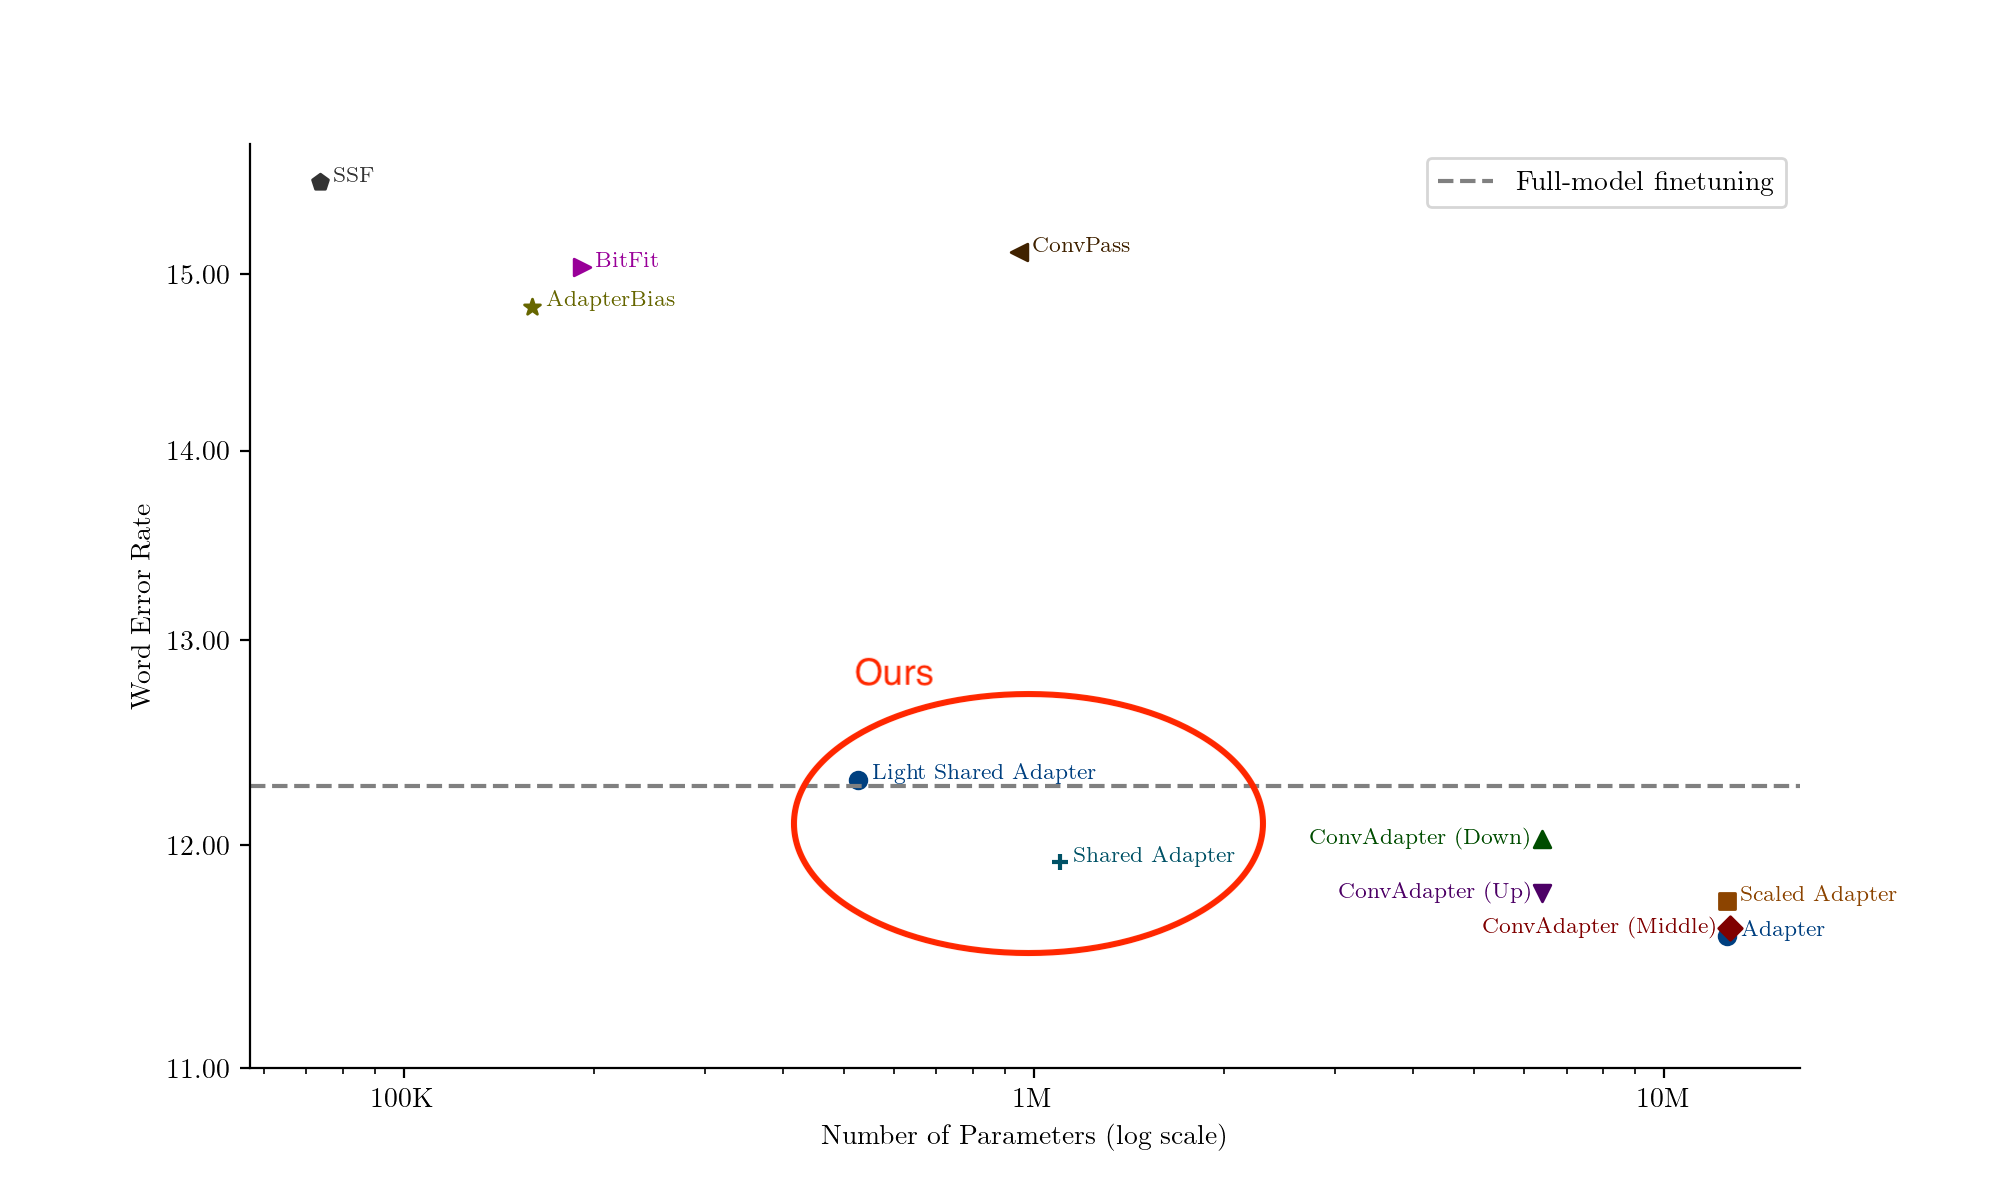 SSF
Full-model finetuning
ConvPass
BitFit
15.00
AdapterBias
14.00
Word Error Rate
13.00
Ours
Light Shared Adapter
12.00
ConvAdapter (Down)
Shared Adapter
ConvAdapter (Up)
Scaled Adapter
ConvAdapter (Middle)
Adapter
11.00
100K
1M
10M
Number of Parameters (log scale)